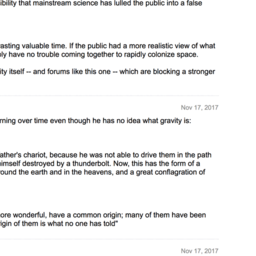 ibility that mainstream science has lulled the public into a false
asting valuable time. If the public had a more realistic view of what
ly have no trouble coming together to rapidly colonize space.
ity itself -- and forums like this one -- which are blocking a stronger
Nov 17, 2017
rning over time even though he has no idea what gravity is:
ather's chariot, because he was not able to drive them in the path
imself destroyed by a thunderbolt. Now, this has the form of a
ound the earth and in the heavens, and a great conflagration of
ore wonderful, have a common origin; many of them have been
igin of them is what no one has told"
Nov 17, 2017